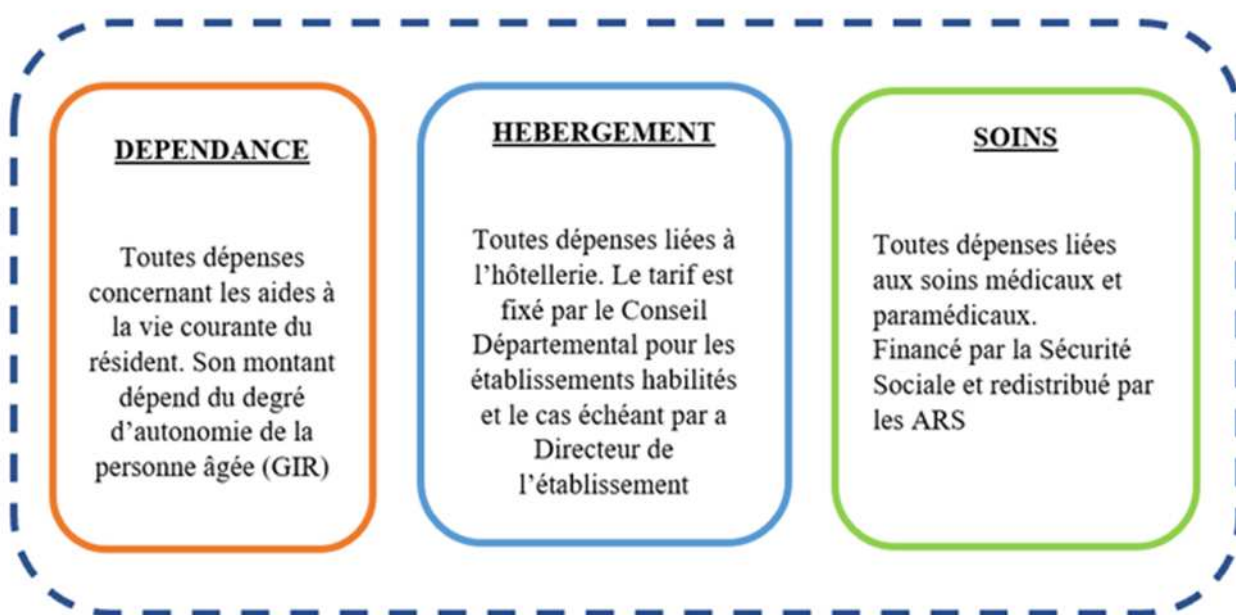 DEPENDANCE
Toutes dépenses
concernant les aides à
la vie courante du
résident. Son montant
dépend du degré
d'autonomie de la
personne âgée (GIR)
HEBERGEMENT
Toutes dépenses liées à
l'hôtellerie. Le tarif est
fixé par le Conseil
Départemental pour les
établissements habilités
et le cas échéant par a
Directeur de
l'établissement
SOINS
Toutes dépenses liées
aux soins médicaux et
paramédicaux.
Financé par la Sécurité
Sociale et redistribué par
les ARS